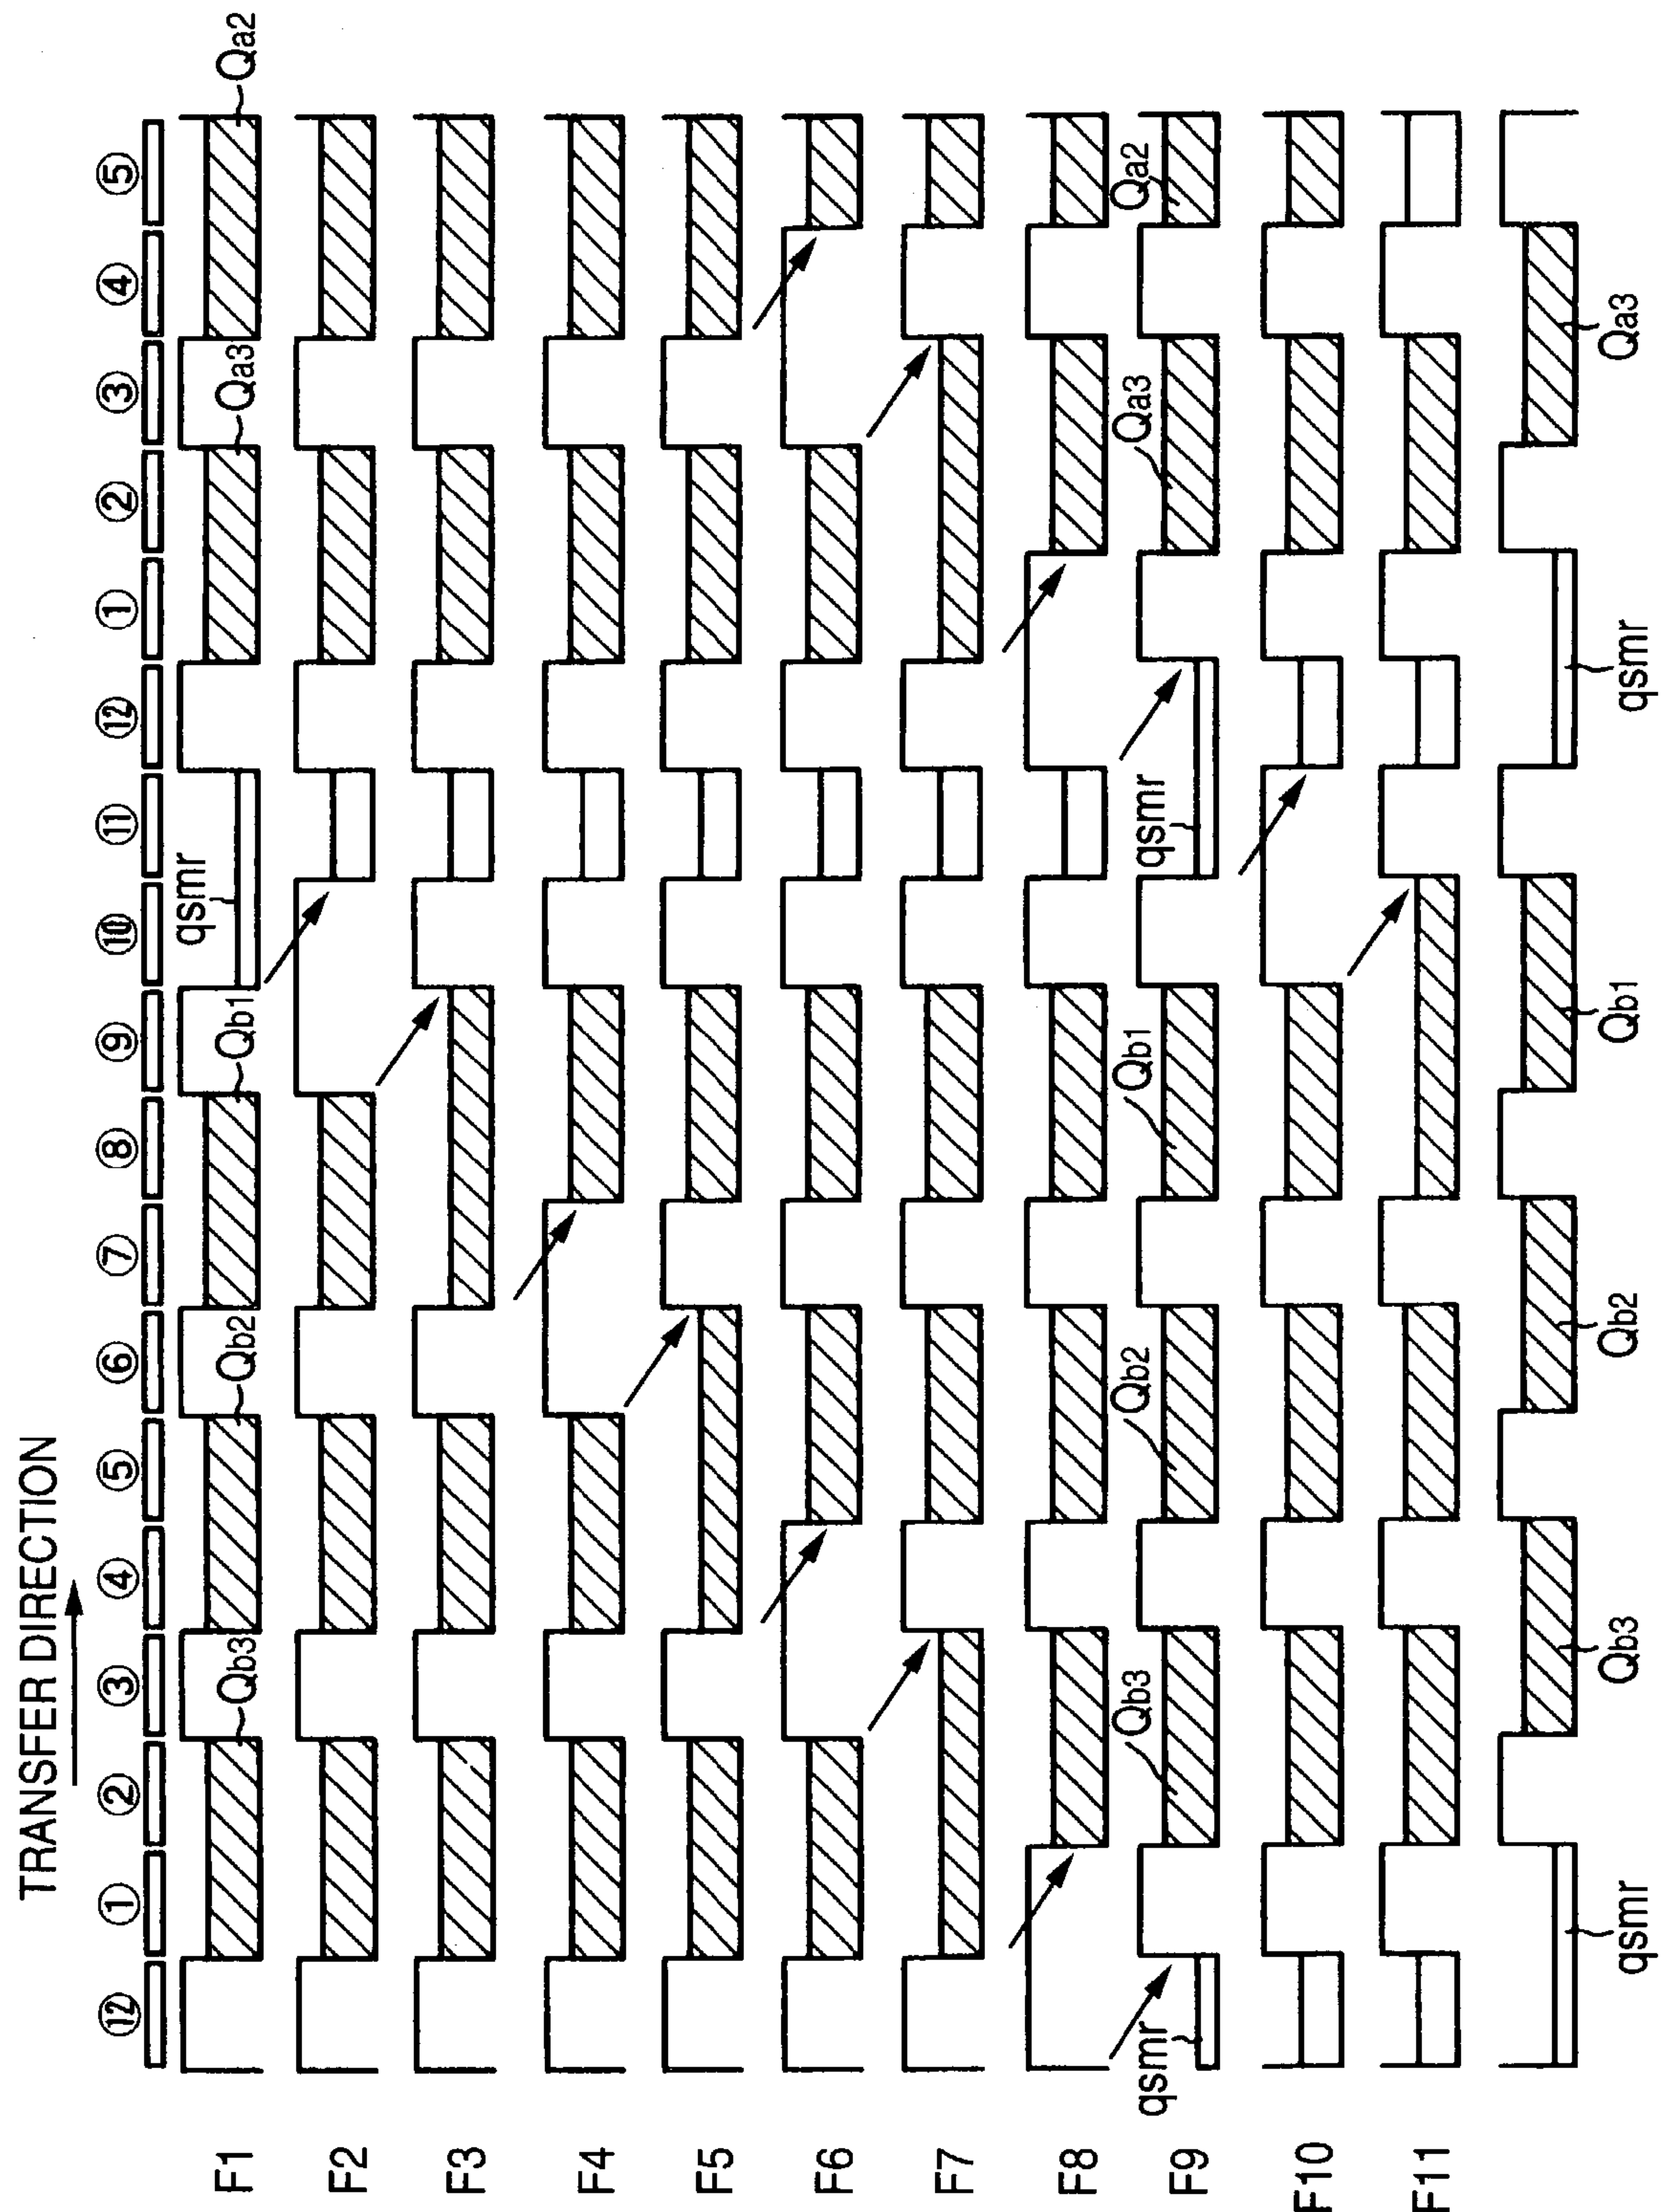 TRANSFER DIRECTION
⑫ ① ② ③ ④ ⑤ ⑥ ⑦ ⑧ ⑨ ⑩ ⑪ ⑫ ① ② ③ ④ ⑤
F1 Qb3 Qb2 Qb1 qsmr Qa3 Qa2
F2
F3
F4
F5
F6
F7
F8
F9 qsmr Qb3 Qb2 Qb1 qsmr Qa3 Qa2
F10
F11
qsmr Qb3 Qb2 Qb1 qsmr Qa3